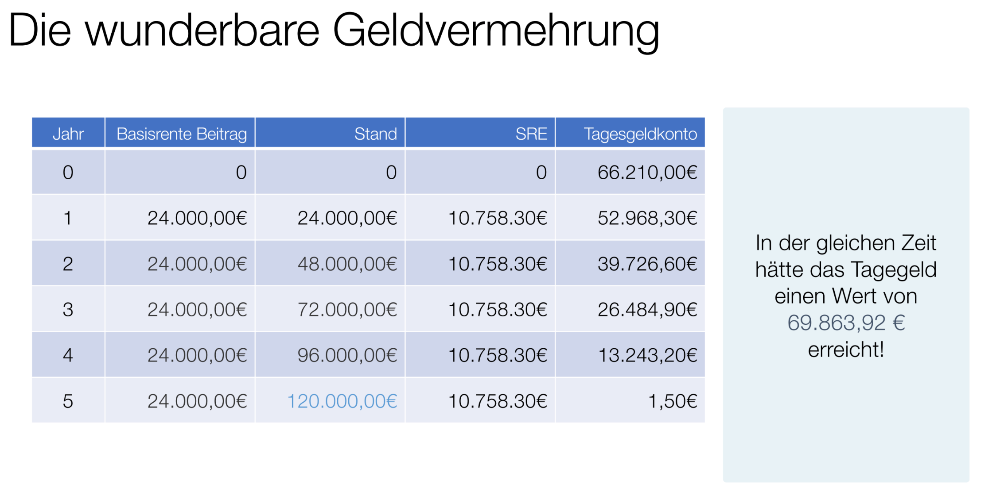 Die wunderbare Geldvermehrung
Jahr Basisrente Beitrag Stand SRE Tagesgeldkonto
0 0 0 0 66.210,00€
1 24.000,00€ 24.000,00€ 10.758.30€ 52.968,30€
2 24.000,00€ 48.000,00€ 10.758.30€ 39.726,60€
3 24.000,00€ 72.000,00€ 10.758.30€ 26.484,90€
4 24.000,00€ 96.000,00€ 10.758.30€ 13.243,20€
5 24.000,00€ 120.000,00€ 10.758.30€ 1,50€
In der gleichen Zeit
hätte das Tagegeld
einen Wert von
69.863,92 €
erreicht!